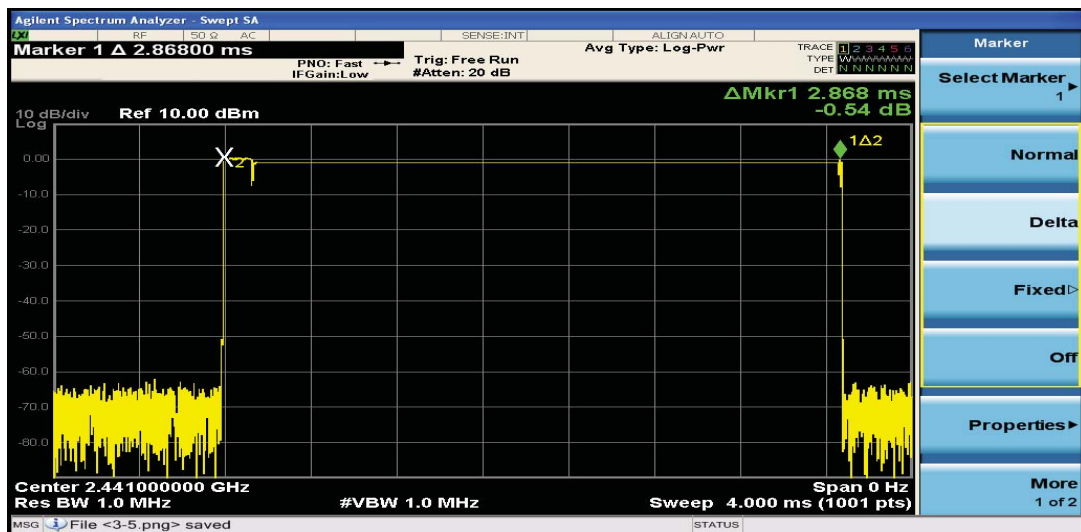 Agilent Spectrum Analyzer - Swept SA
LXI RF 50 Ω AC SENSE:INT ALIGN AUTO
Marker 1 Δ 2.86800 ms
PNO: Fast
IFGain:Low
Trig: Free Run
#Atten: 20 dB
Avg Type: Log-Pwr
TRACE 1 2 3 4 5 6
TYPE W
DET N N N N N N
ΔMkr1 2.868 ms
-0.54 dB
10 dB/div Ref 10.00 dBm
Log
0.00
-10.0
-20.0
-30.0
-40.0
-50.0
-60.0
-70.0
-80.0
2
1Δ2
Center 2.441000000 GHz Span 0 Hz
Res BW 1.0 MHz #VBW 1.0 MHz Sweep 4.000 ms (1001 pts)
MSG File <3-5.png> saved STATUS
Marker
Select Marker
1
Normal
Delta
Fixed
Off
Properties
More
1 of 2